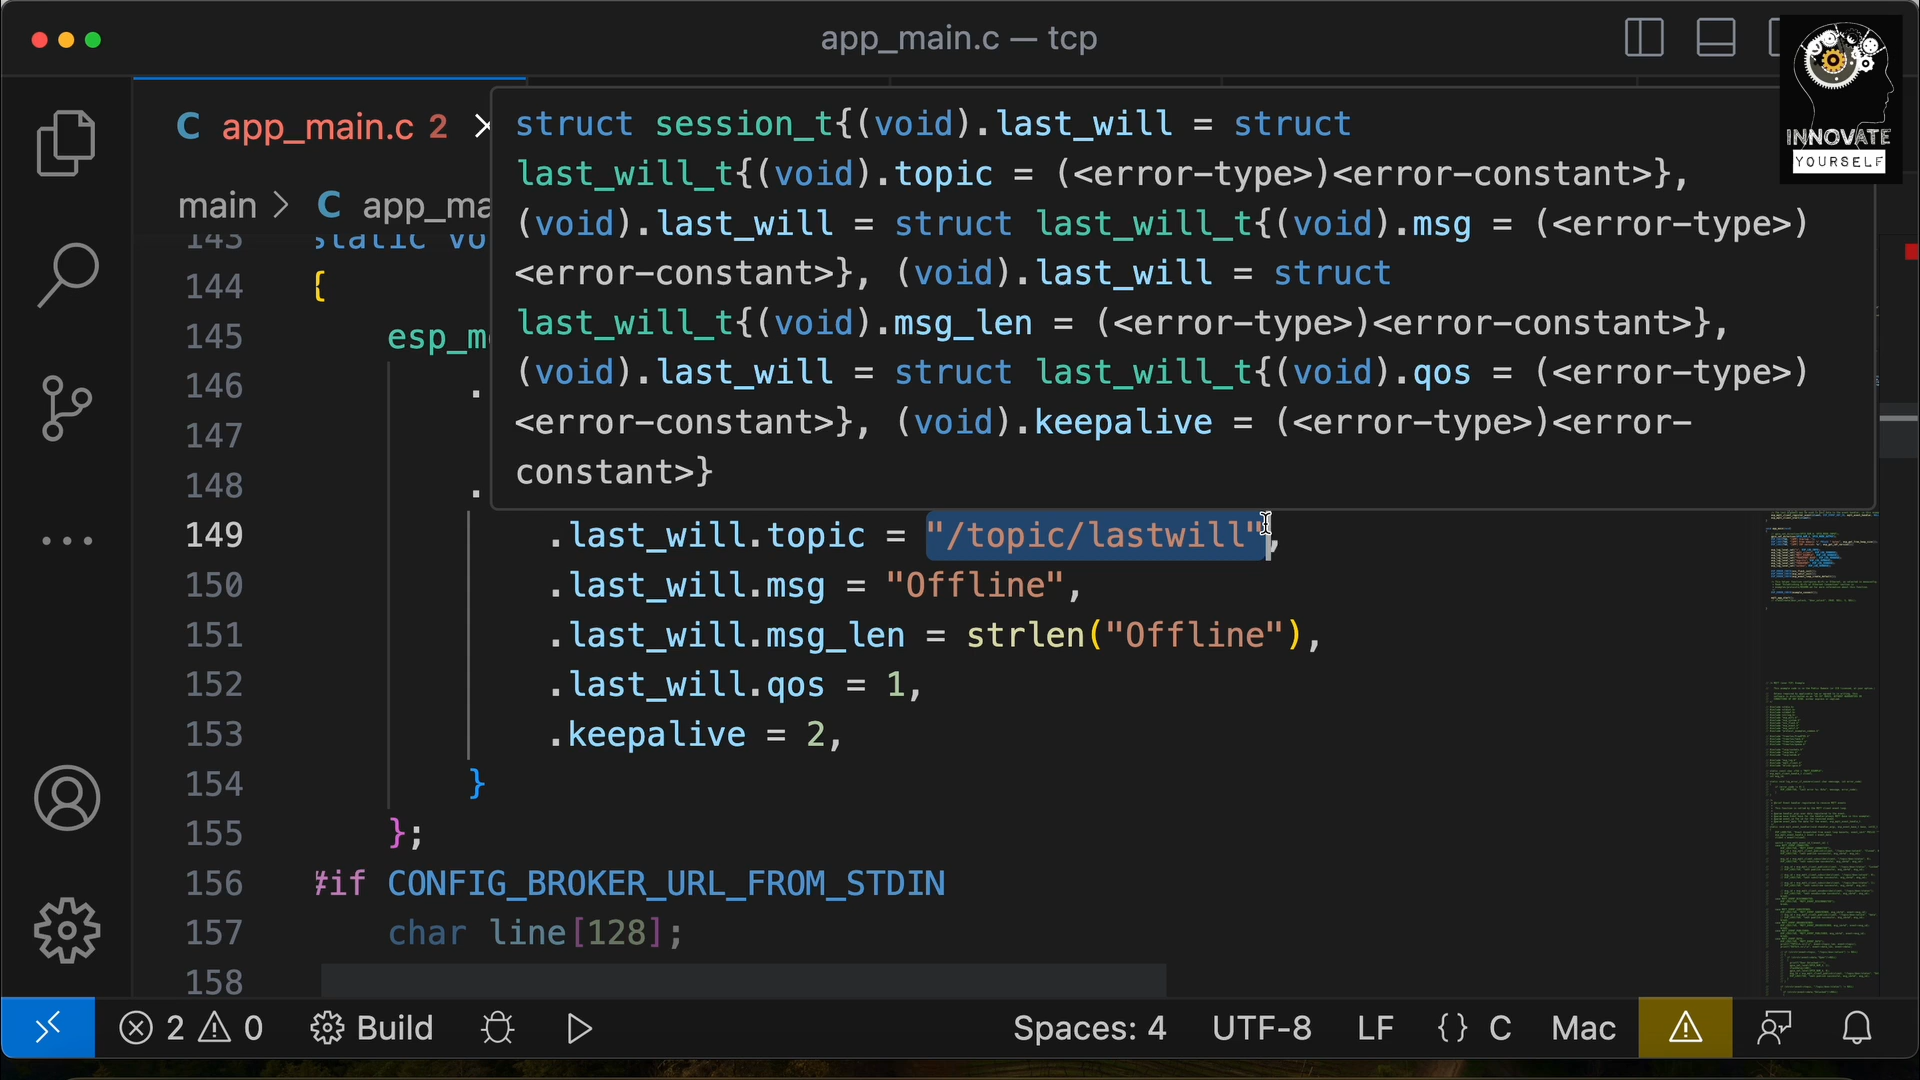 app_main.c — tcp
INNOVATE
YOURSELF
C app_main.c 2
main > C app_ma
struct session_t{(void).last_will = struct
last_will_t{(void).topic = (<error-type>)<error-constant>},
(void).last_will = struct last_will_t{(void).msg = (<error-type>)
<error-constant>}, (void).last_will = struct
last_will_t{(void).msg_len = (<error-type>)<error-constant>},
(void).last_will = struct last_will_t{(void).qos = (<error-type>)
<error-constant>}, (void).keepalive = (<error-type>)<error-
constant>}
143 static vo
144 {
145 esp_m
146 .
147
148 .
149 .last_will.topic = "/topic/lastwill",
150 .last_will.msg = "Offline",
151 .last_will.msg_len = strlen("Offline"),
152 .last_will.qos = 1,
153 .keepalive = 2,
154 }
155 };
156 #if CONFIG_BROKER_URL_FROM_STDIN
157 char line[128];
158
2 0 Build Spaces: 4 UTF-8 LF {} C Mac